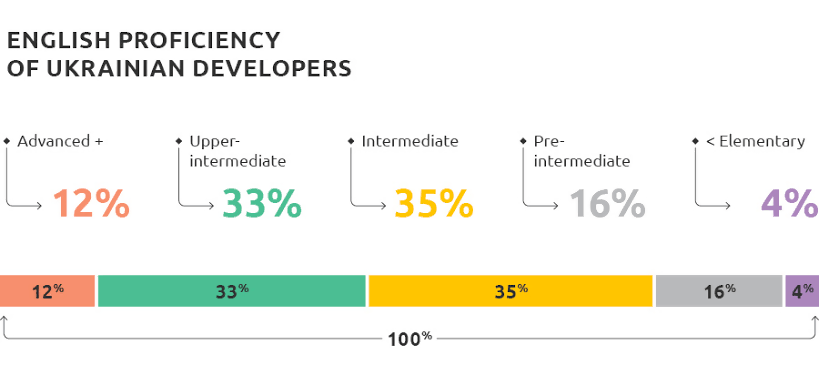 ENGLISH PROFICIENCY
OF UKRAINIAN DEVELOPERS
Advanced +
12%
Upper-
intermediate
33%
Intermediate
35%
Pre-
intermediate
16%
< Elementary
4%
12%
33%
35%
16%
4%
100%